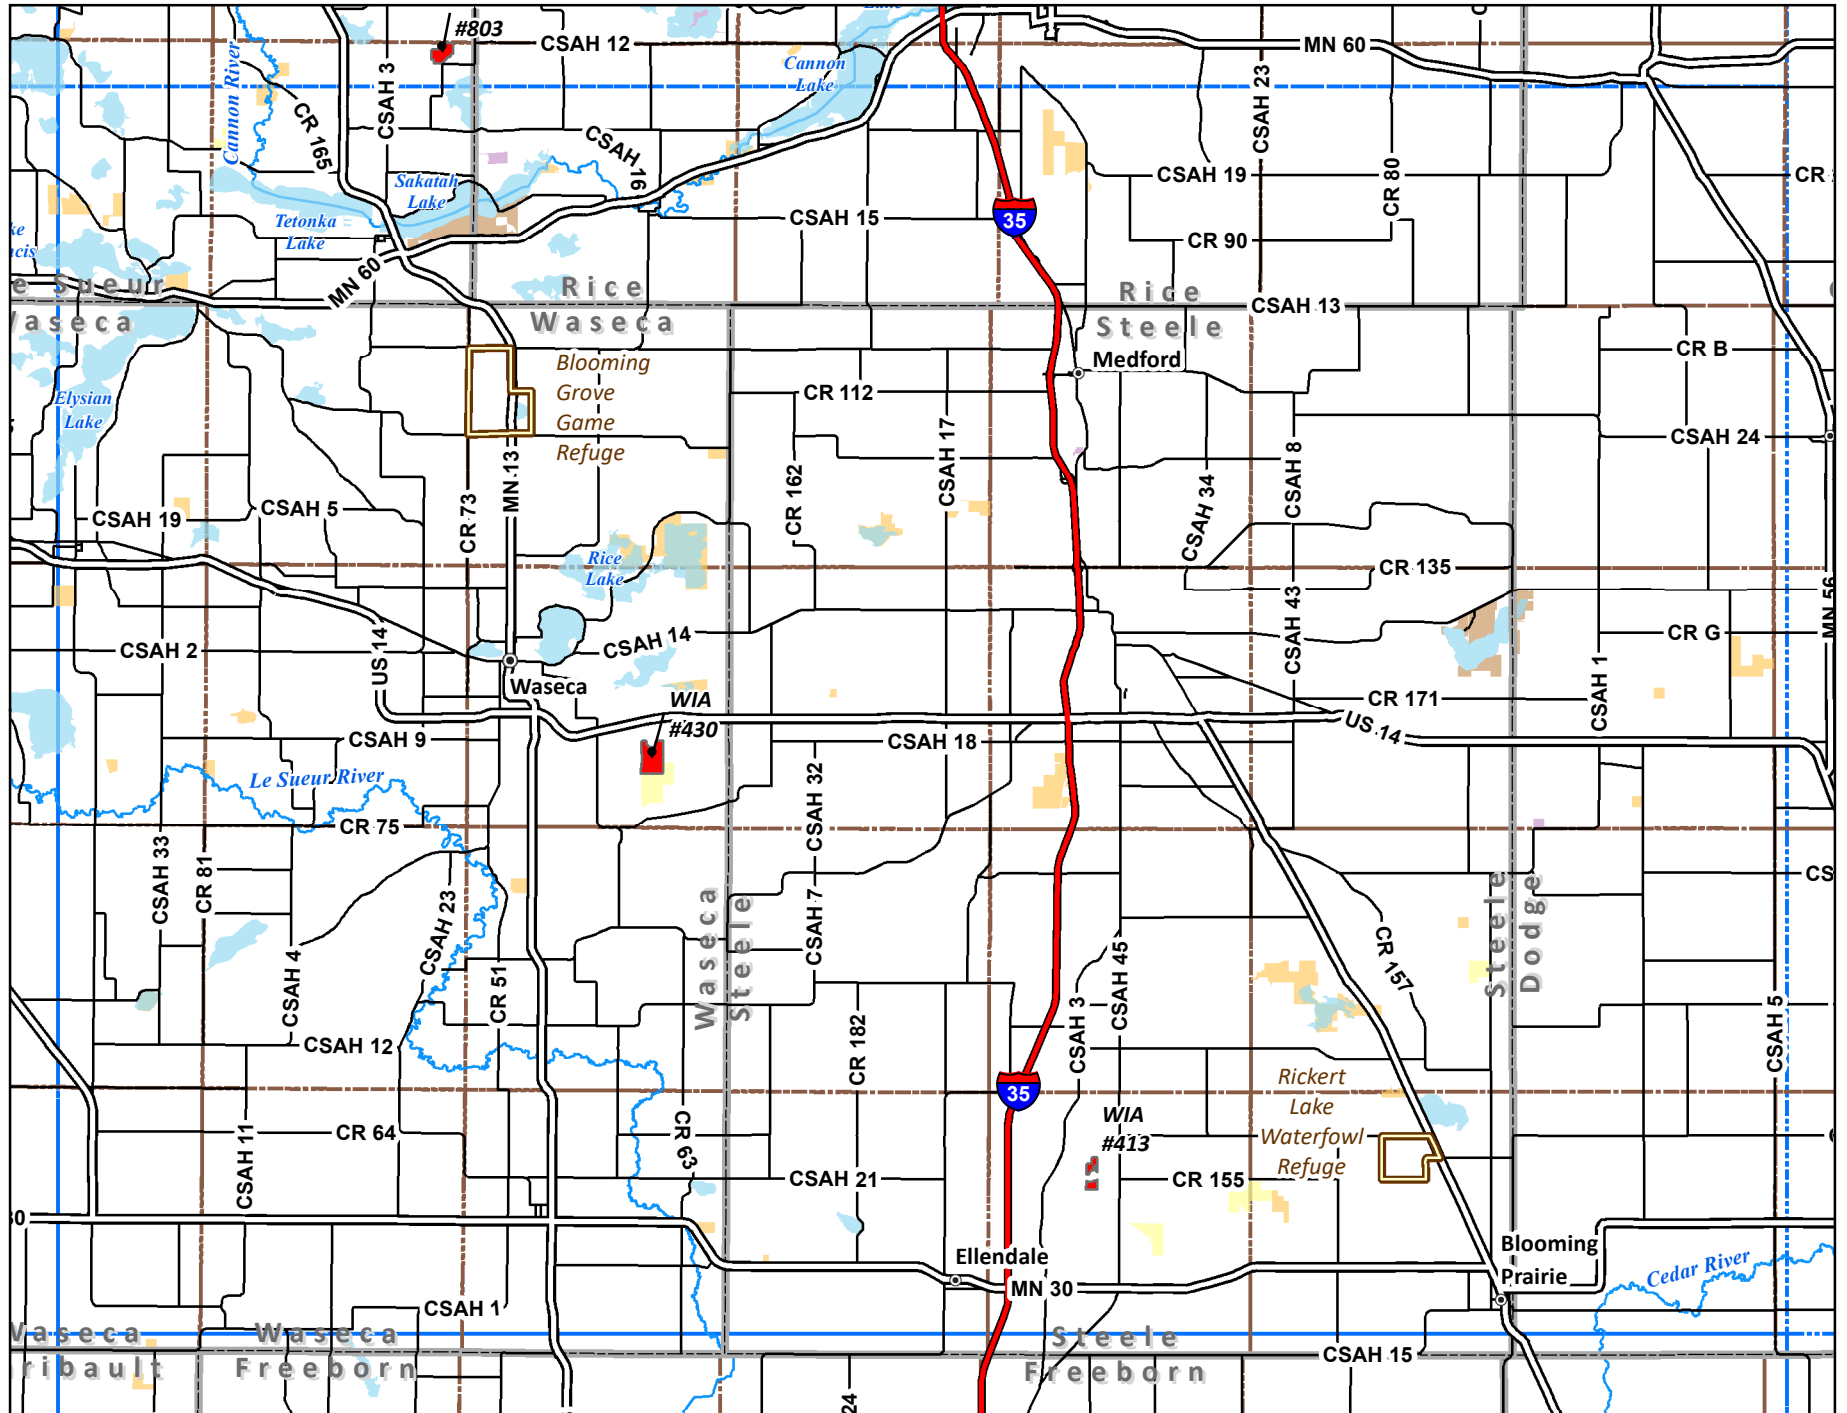 #803
CSAH 12
MN 60
Cannon River
CR 165
CSAH 3
Cannon
Lake
Lake
CSAH 23
CSAH 16
CSAH 19
CR 80
CR
Sakatah
Lake
Tetonka
Lake
CSAH 15
35
CR 90
MN 60
e Sueur
Rice
Rice
CSAH 13
Waseca
Waseca
Steele
Medford
CR B
Blooming
Grove
Game
Refuge
CR 112
Elysian
Lake
CSAH 24
CSAH 17
CSAH 8
CR 162
CSAH 34
MN 13
CR 73
CSAH 5
CSAH 19
Rice
Lake
CR 135
CSAH 43
MN 56
CSAH 14
CR G
CSAH 2
US 14
CSAH 1
Waseca
WIA
#430
CR 171
US 14
CSAH 9
CSAH 18
Le Sueur River
CSAH 32
CR 75
CSAH 33
CR 81
CSAH 23
CS
Waseca
Steele
CSAH 7
Steele
Dodge
CR 157
CSAH 4
CR 51
CSAH 45
CSAH 3
CR 182
CSAH 5
CSAH 12
Rickert
Lake
Waterfowl
Refuge
35
WIA
#413
CR 64
CR 63
CSAH 11
CSAH 21
CR 155
Blooming
Prairie
Ellendale
MN 30
Cedar River
CSAH 1
Waseca
Waseca
Steele
CSAH 15
ribault
Freeborn
Freeborn
24